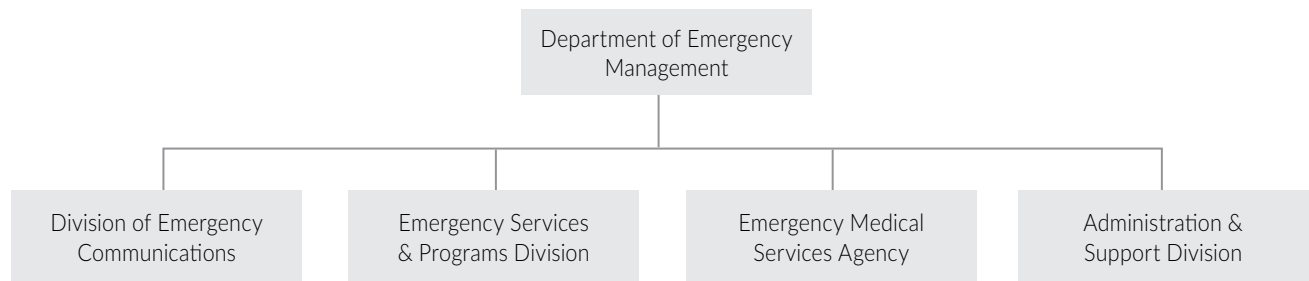 Department of Emergency
Management
Division of Emergency
Communications
Emergency Services
& Programs Division
Emergency Medical
Services Agency
Administration &
Support Division